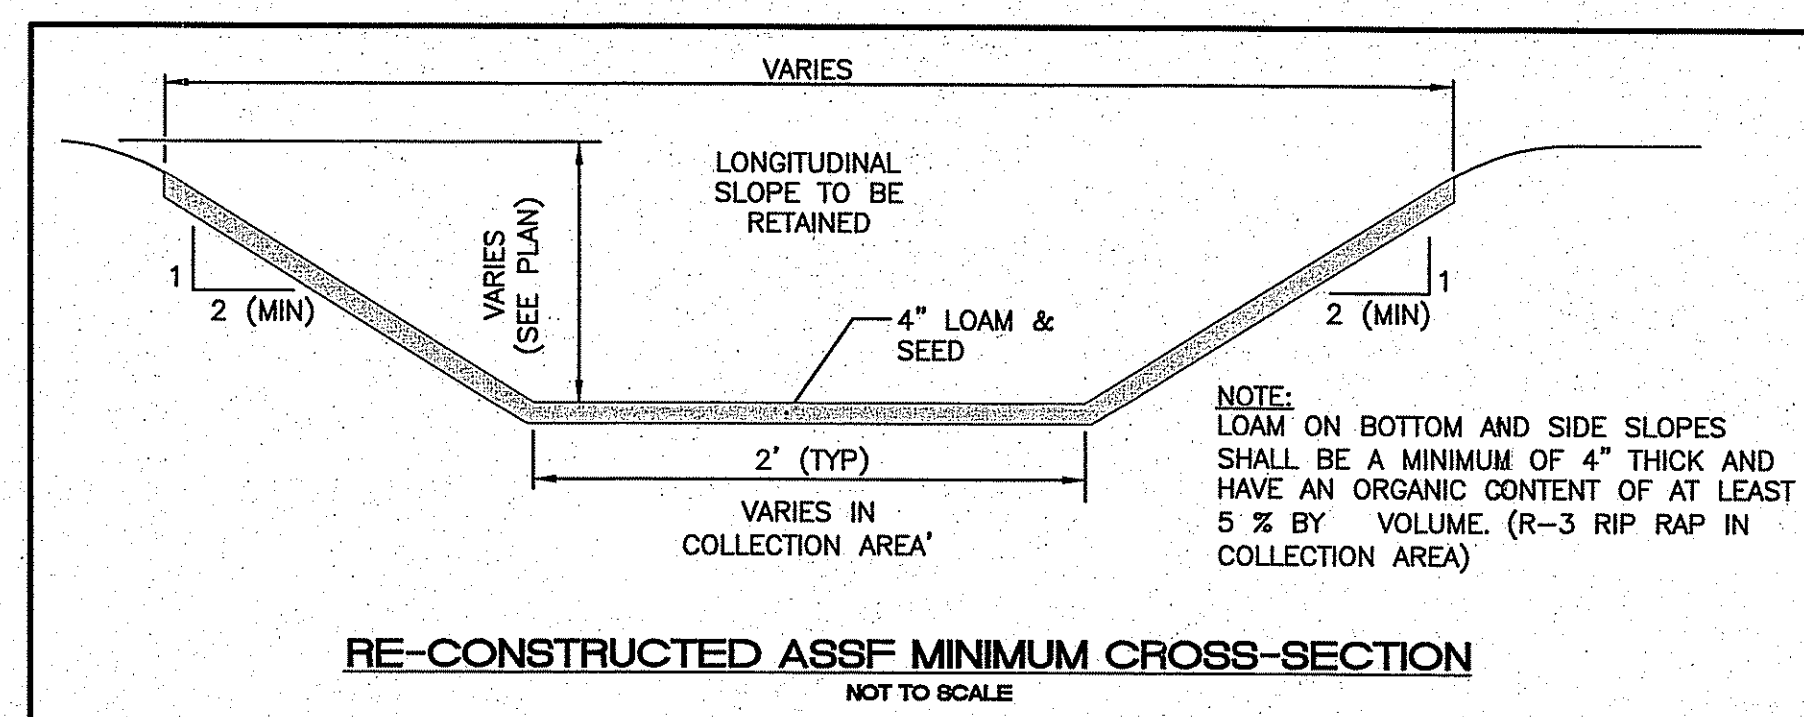 VARIES
LONGITUDINAL
SLOPE TO BE
RETAINED
VARIES
(SEE PLAN)
1
2 (MIN)
1
2 (MIN)
4" LOAM &
SEED
2' (TYP)
VARIES IN
COLLECTION AREA'
NOTE:
LOAM ON BOTTOM AND SIDE SLOPES
SHALL BE A MINIMUM OF 4" THICK AND
HAVE AN ORGANIC CONTENT OF AT LEAST
5 % BY VOLUME. (R-3 RIP RAP IN
COLLECTION AREA)
RE-CONSTRUCTED ASSF MINIMUM CROSS-SECTION
NOT TO SCALE